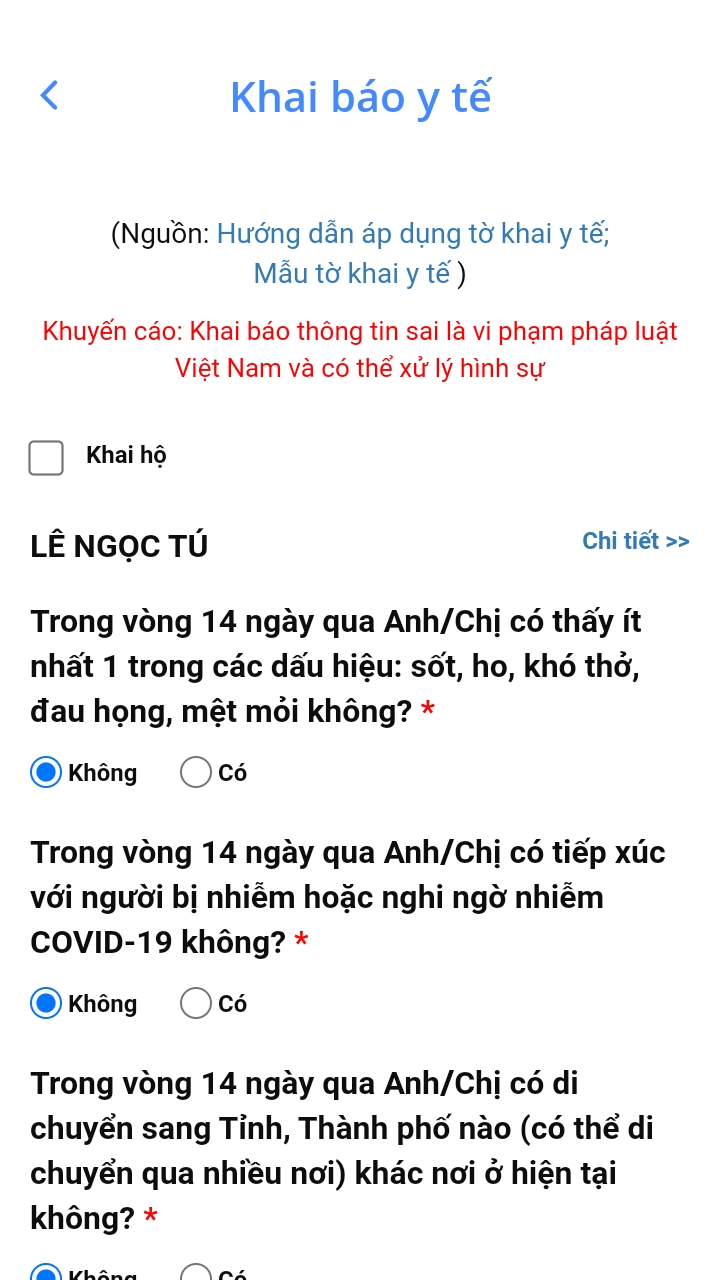 Khai báo y tế
(Nguồn: Hướng dẫn áp dụng tờ khai y tế;
Mẫu tờ khai y tế )
Khuyến cáo: Khai báo thông tin sai là vi phạm pháp luật
Việt Nam và có thể xử lý hình sự
Khai hộ
LÊ NGỌC TÚ
Chi tiết >>
Trong vòng 14 ngày qua Anh/Chị có thấy ít
nhất 1 trong các dấu hiệu: sốt, ho, khó thở,
đau họng, mệt mỏi không? *
Không Có
Trong vòng 14 ngày qua Anh/Chị có tiếp xúc
với người bị nhiễm hoặc nghi ngờ nhiễm
COVID-19 không? *
Không Có
Trong vòng 14 ngày qua Anh/Chị có di
chuyển sang Tỉnh, Thành phố nào (có thể di
chuyển qua nhiều nơi) khác nơi ở hiện tại
không? *
Không Có